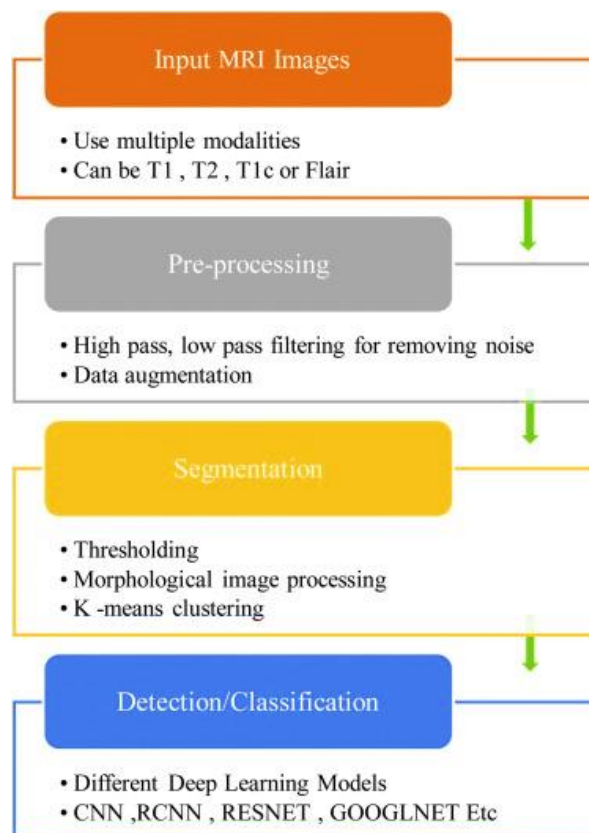 Input MRI Images
• Use multiple modalities
• Can be T1 , T2 , T1c or Flair
Pre-processing
• High pass, low pass filtering for removing noise
• Data augmentation
Segmentation
• Thresholding
• Morphological image processing
• K -means clustering
Detection/Classification
• Different Deep Learning Models
• CNN ,RCNN , RESNET , GOOGLNET Etc